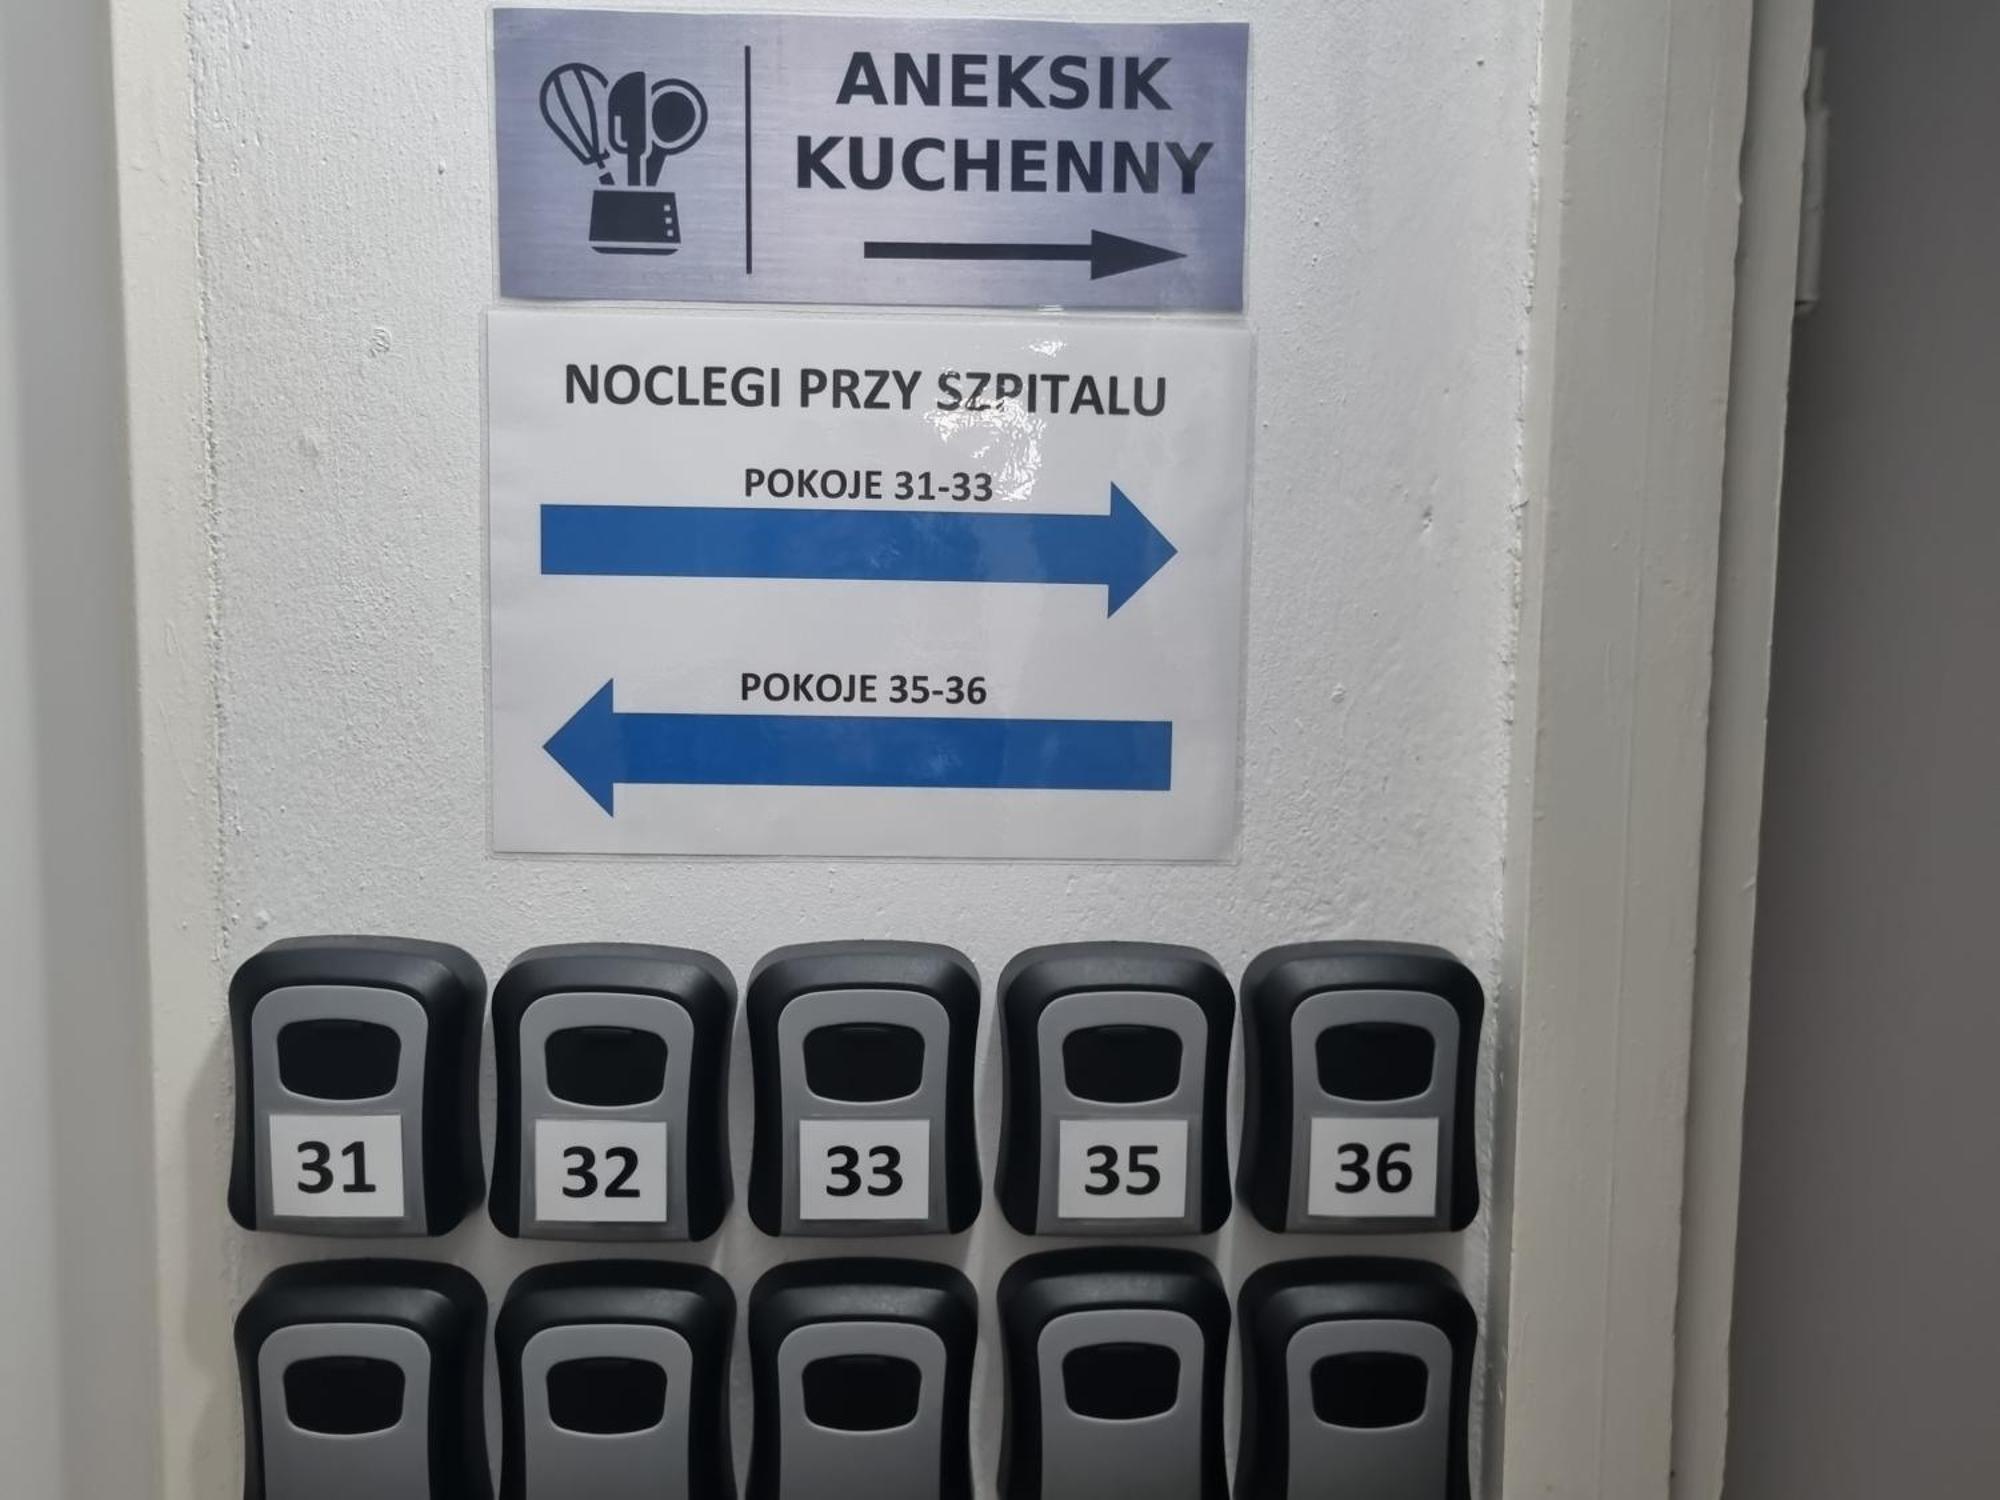 ANEKSIK
KUCHENNY
NOCLEGI PRZY SZPITALU
POKOJE 31-33
POKOJE 35-36
31
32
33
35
36